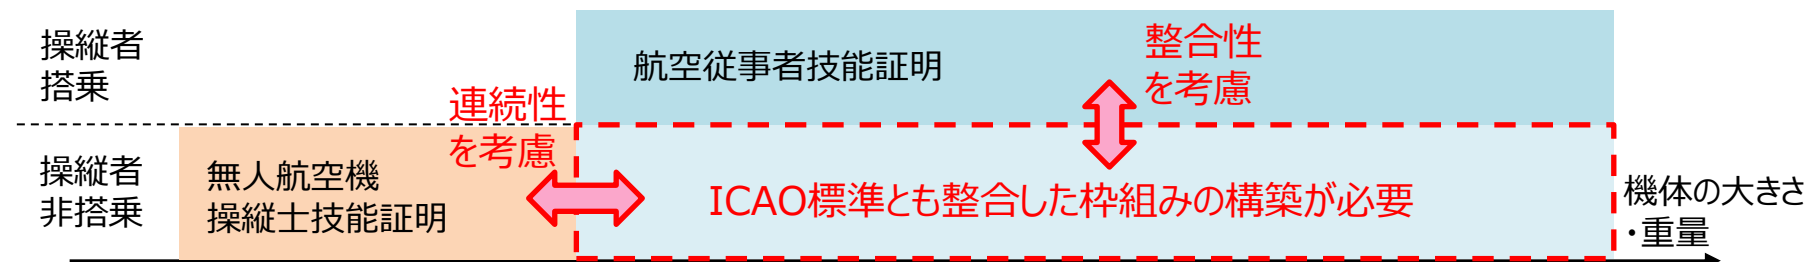 操縦者
搭乗
航空従事者技能証明
整合性
を考慮
連続性
を考慮
操縦者
非搭乗
無人航空機
操縦士技能証明
ICAO標準とも整合した枠組みの構築が必要
機体の大きさ
・重量